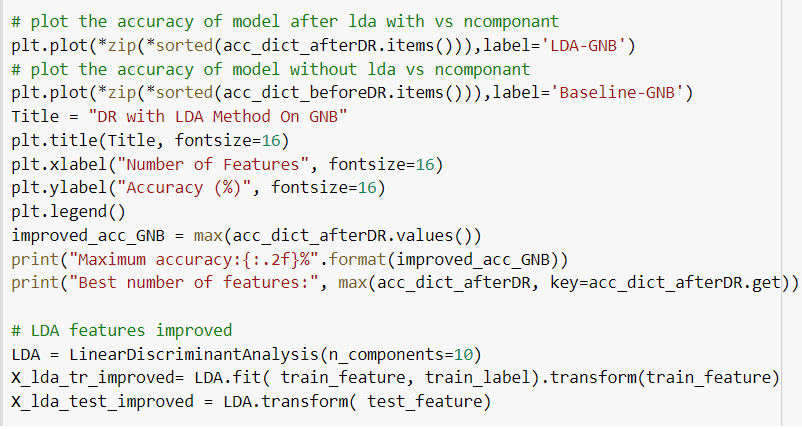 # plot the accuracy of model after lda with vs ncomponant
plt.plot(*zip(*sorted(acc_dict_afterDR.items())),label='LDA-GNB')
# plot the accuracy of model without lda vs ncomponant
plt.plot(*zip(*sorted(acc_dict_beforeDR.items())),label='Baseline-GNB')
Title = "DR with LDA Method On GNB"
plt.title(Title, fontsize=16)
plt.xlabel("Number of Features", fontsize=16)
plt.ylabel("Accuracy (%)", fontsize=16)
plt.legend()
improved_acc_GNB = max(acc_dict_afterDR.values())
print("Maximum accuracy:{:.2f}%".format(improved_acc_GNB))
print("Best number of features:", max(acc_dict_afterDR, key=acc_dict_afterDR.get))
# LDA features improved
LDA = LinearDiscriminantAnalysis(n_components=10)
X_lda_tr_improved= LDA.fit( train_feature, train_label).transform(train_feature)
X_lda_test_improved = LDA.transform( test_feature)